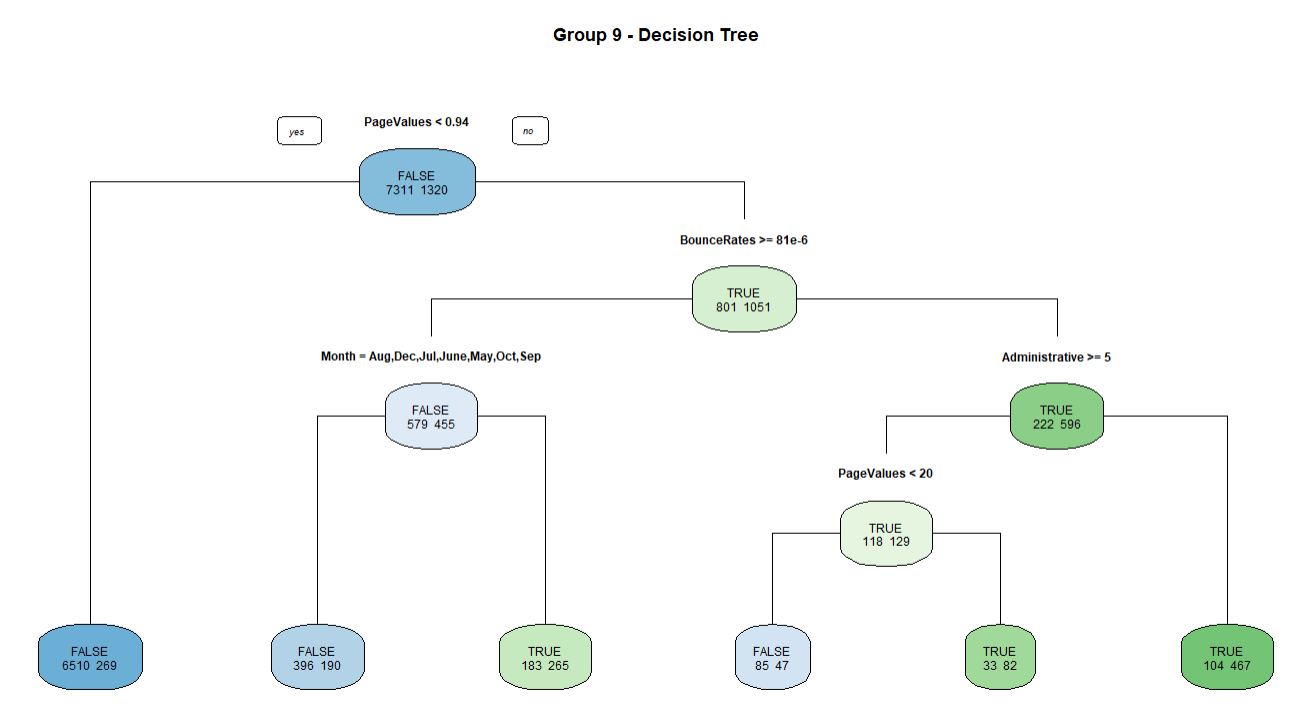 Group 9 - Decision Tree
yes
PageValues < 0.94
no
FALSE
7311 1320
BounceRates >= 81e-6
TRUE
801 1051
Month = Aug,Dec,Jul,June,May,Oct,Sep
Administrative >= 5
FALSE
579 455
TRUE
222 596
PageValues < 20
TRUE
118 129
FALSE
6510 269
FALSE
396 190
TRUE
183 265
FALSE
85 47
TRUE
33 82
TRUE
104 467